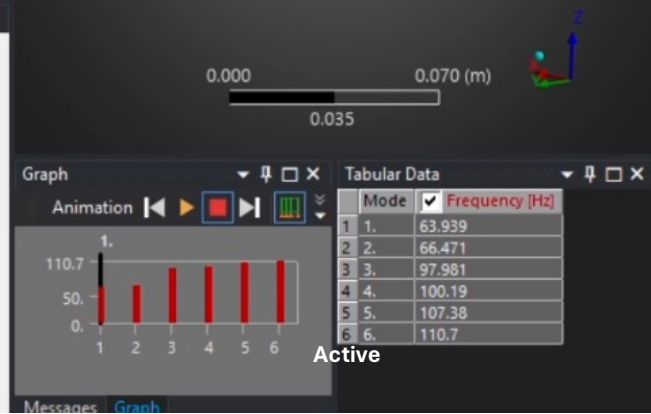 Z
0.000 0.070 (m)
0.035
Graph
Animation
1.
110.7
50.
0.
1 2 3 4 5 6
Tabular Data
Mode Frequency [Hz]
1 1. 63.939
2 2. 66.471
3 3. 97.981
4 4. 100.19
5 5. 107.38
6 6. 110.7
Active
Messages Graph